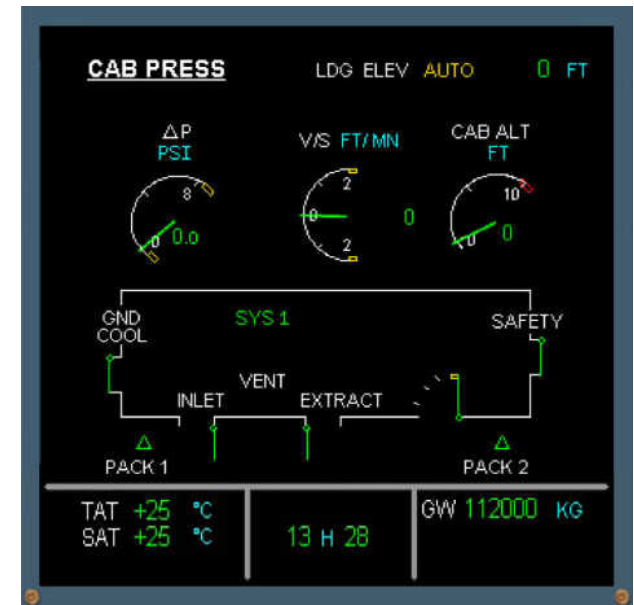 CAB PRESS LDG ELEV AUTO 0 FT
ΔP
PSI
8
0
0.0
V/S FT/MN
2
0
2
0
CAB ALT
FT
10
0
0
GND
COOL
SYS 1
SAFETY
VENT
INLET EXTRACT
Δ
PACK 1
Δ
PACK 2
TAT +25 °C
SAT +25 °C
13 H 28
GW 112000 KG